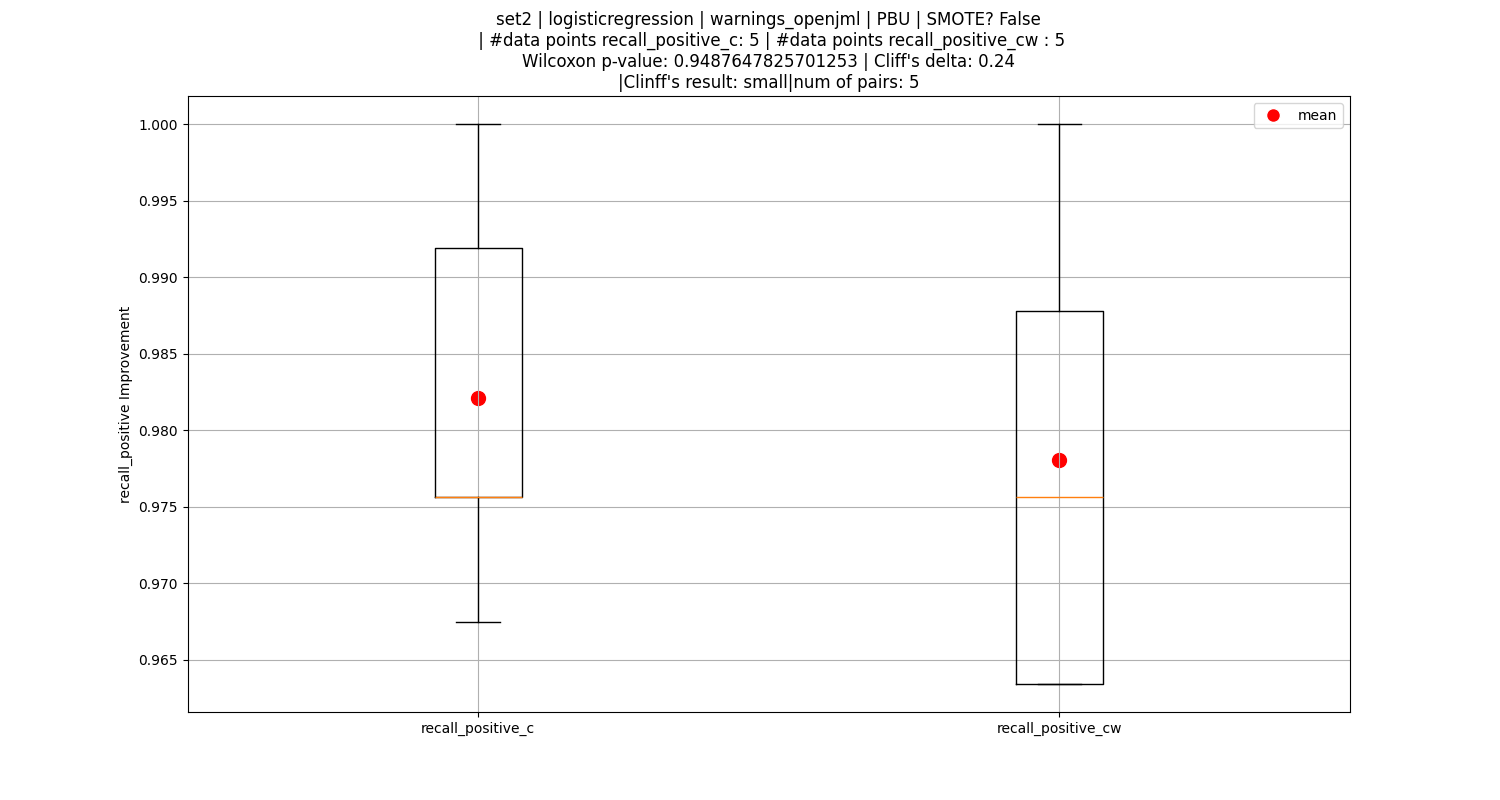 set2 | logisticregression | warnings_openjml | PBU | SMOTE? False
| #data points recall_positive_c: 5 | #data points recall_positive_cw : 5
Wilcoxon p-value: 0.9487647825701253 | Cliff's delta: 0.24
|Clinff's result: small|num of pairs: 5
mean
1.000
0.995
0.990
0.985
0.980
0.975
0.970
0.965
recall_positive Improvement
recall_positive_c
recall_positive_cw